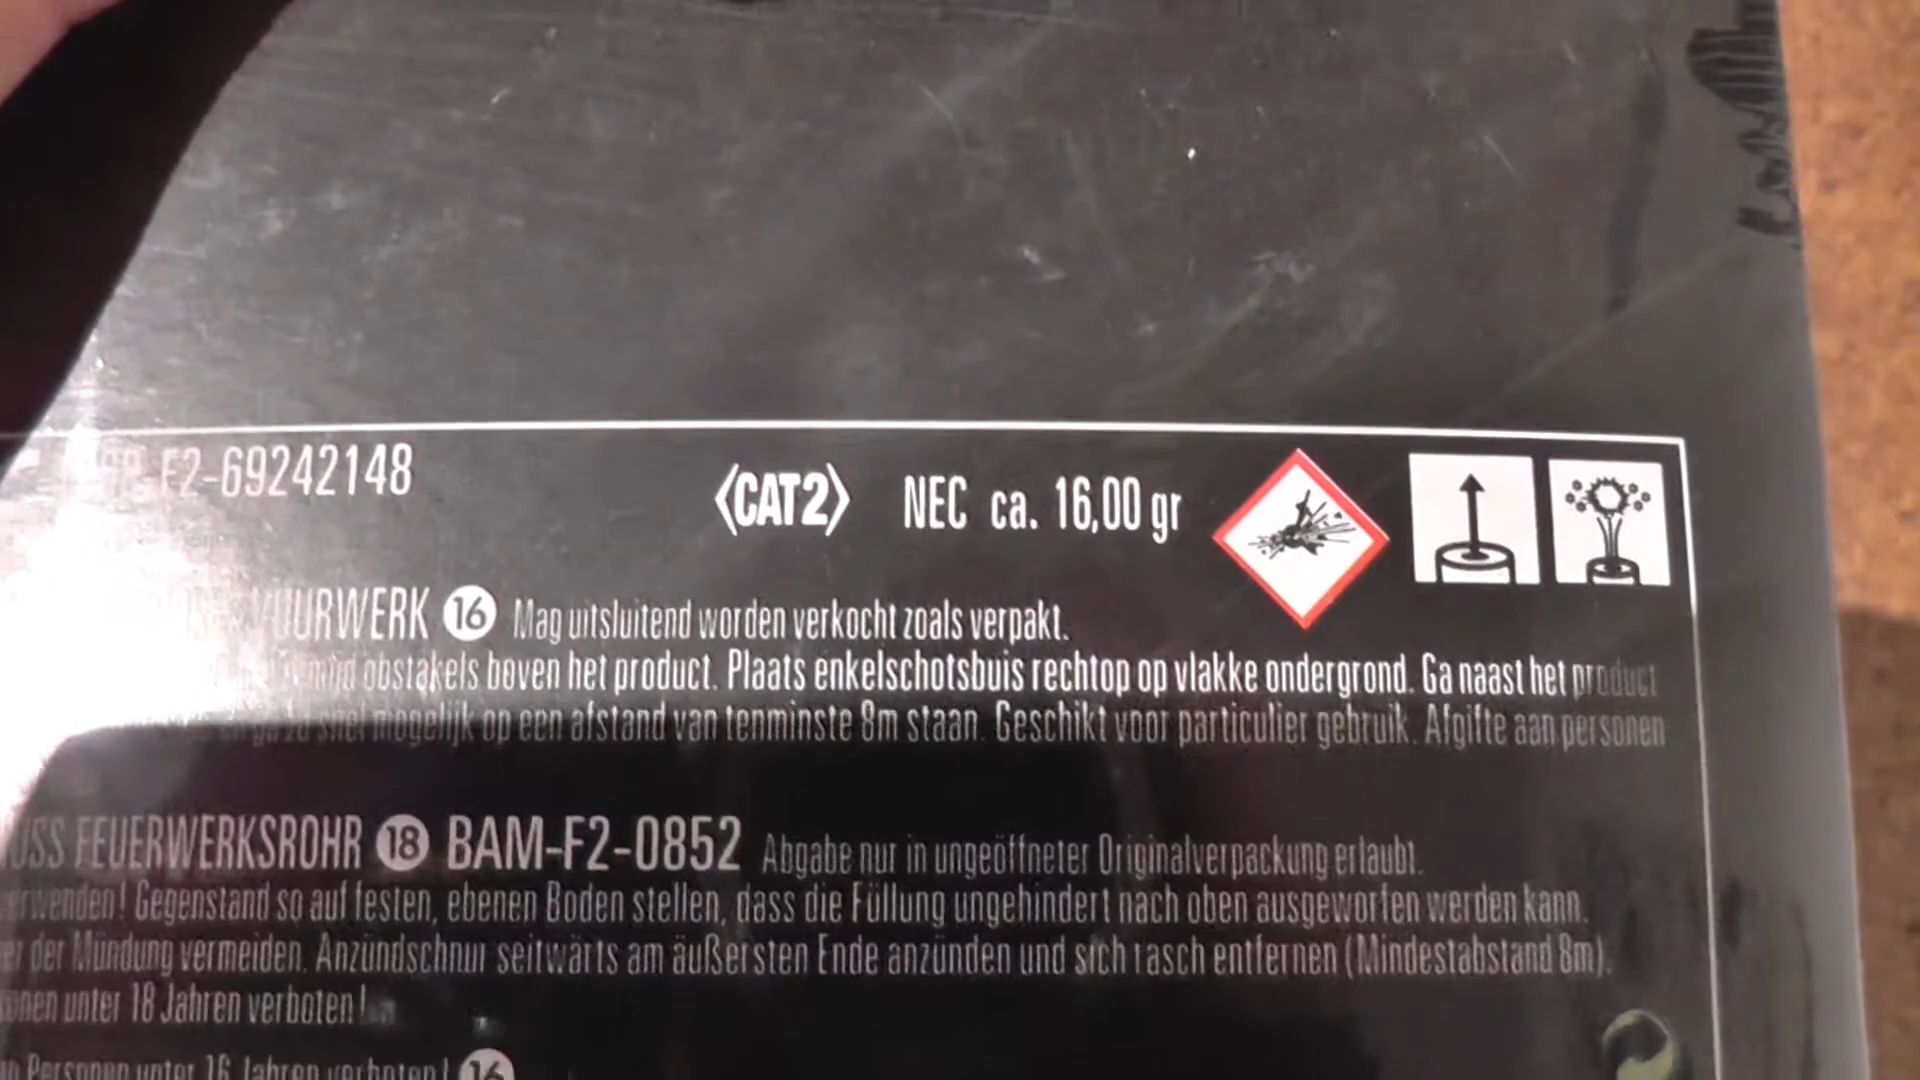 F2-69242148 <CAT2> NEC ca. 16,00 gr
VUURWERK 16 Mag uitsluitend worden verkocht zoals verpakt.
obstakels boven het product. Plaats enkelschotsbuis rechtop op vlakke ondergrond. Ga naast het product
mogelijk op een afstand van tenminste 8m staan. Geschikt voor particulier gebruik. Afgifte aan personen
FEUERWERKSROHR 18 BAM-F2-0852 Abgabe nur in ungeöffneter Originalverpackung erlaubt.
Gegenstand so auf festen, ebenen Boden stellen, dass die Füllung ungehindert nach oben ausgeworfen werden kann.
der Mündung vermeiden. Anzündschnur seitwärts am äußersten Ende anzünden und sich rasch entfernen (Mindestabstand 8m).
unter 18 Jahren verboten!
Personen unter 16 Jahren verboten! 16